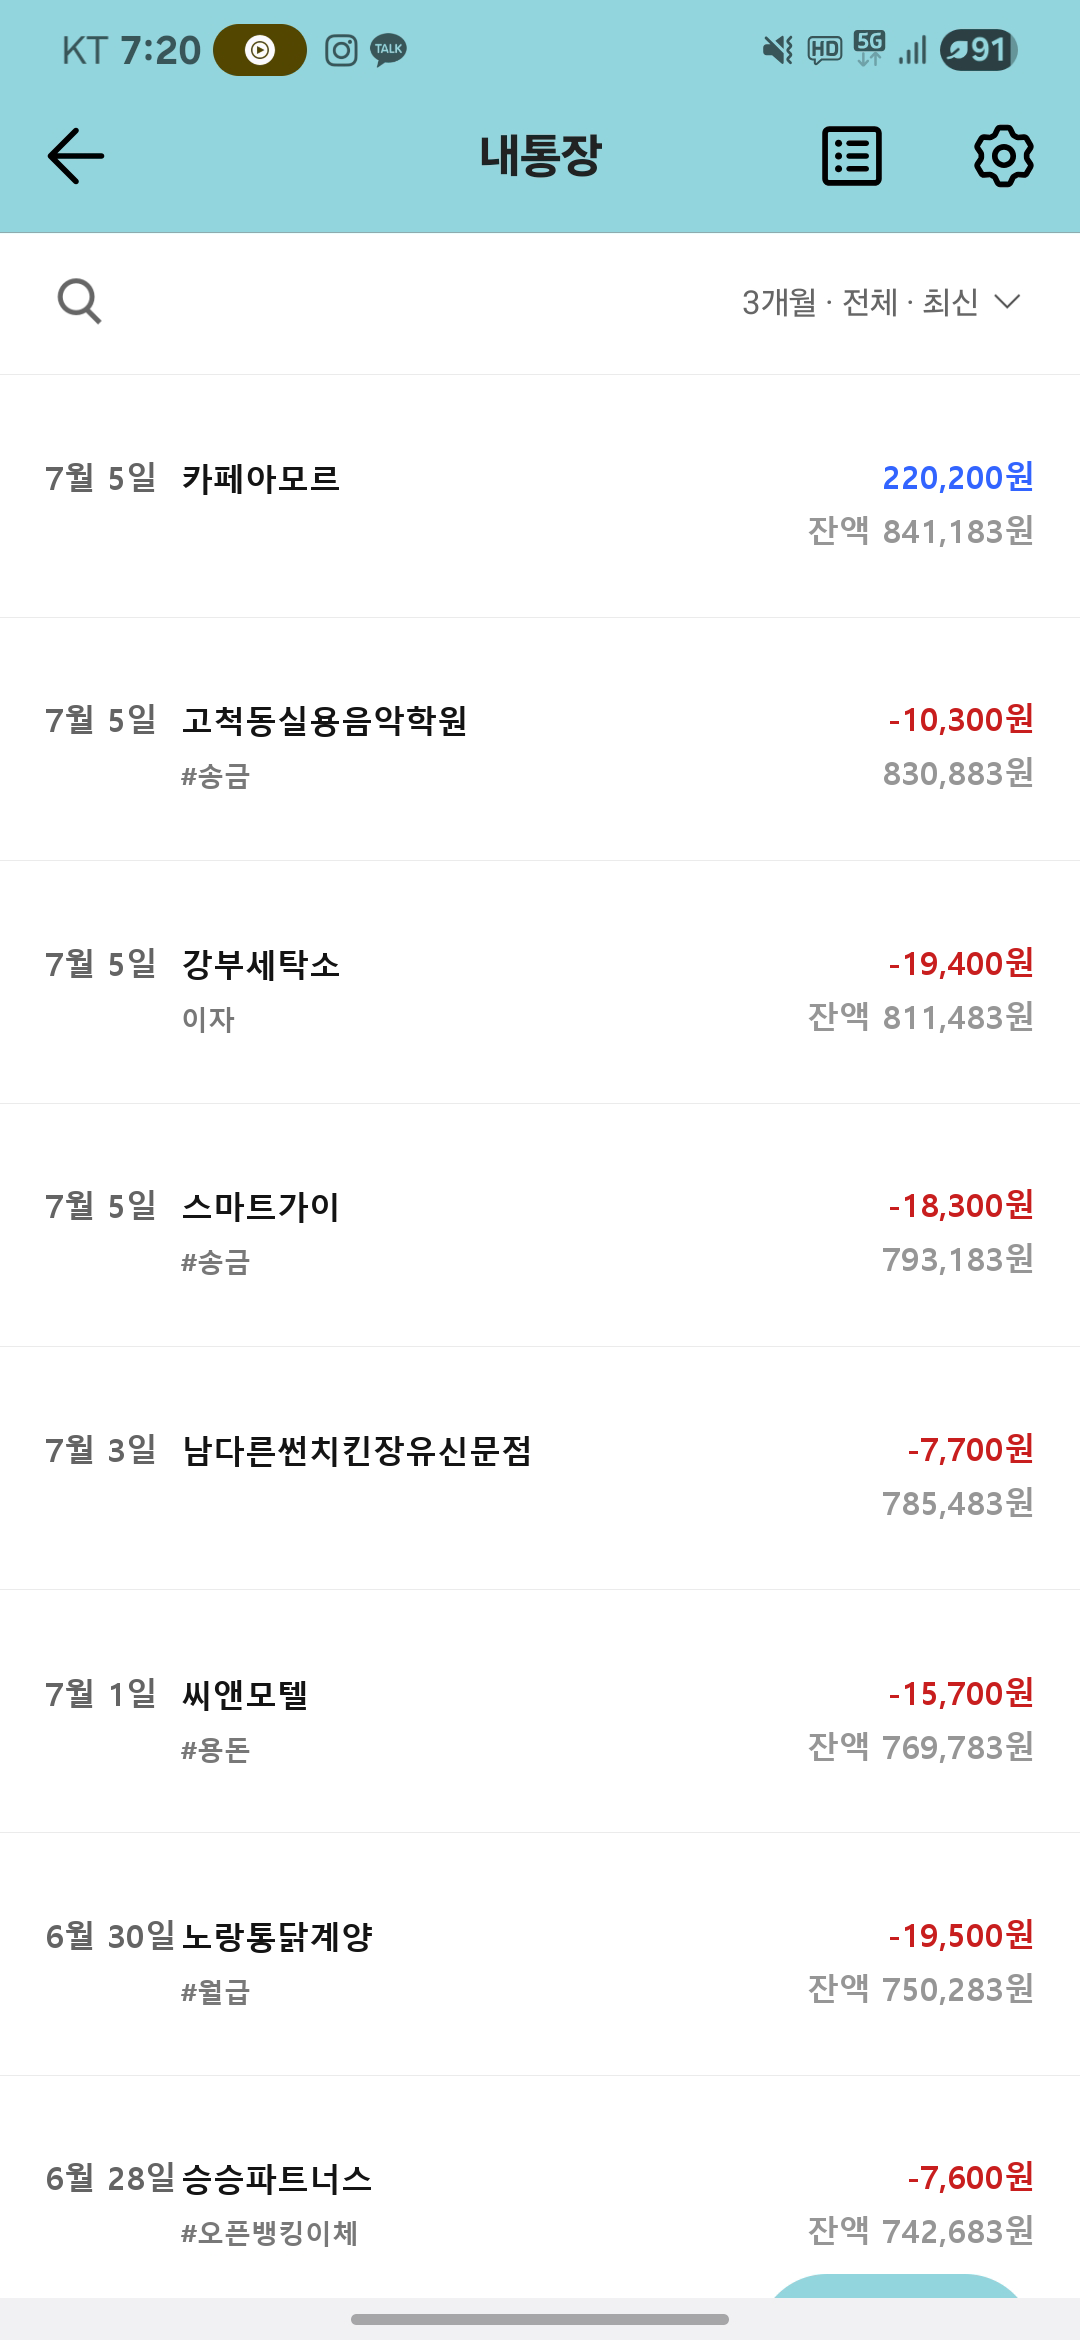 KT 7:20 TALK HD 5G 91
내통장
3개월 · 전체 · 최신
7월 5일 카페아모르 220,200원
잔액 841,183원
7월 5일 고척동실용음악학원 -10,300원
#송금 830,883원
7월 5일 강부세탁소 -19,400원
이자 잔액 811,483원
7월 5일 스마트가이 -18,300원
#송금 793,183원
7월 3일 남다른썬치킨장유신문점 -7,700원
785,483원
7월 1일 씨앤모텔 -15,700원
#용돈 잔액 769,783원
6월 30일 노랑통닭계양 -19,500원
#월급 잔액 750,283원
6월 28일 승승파트너스 -7,600원
#오픈뱅킹이체 잔액 742,683원